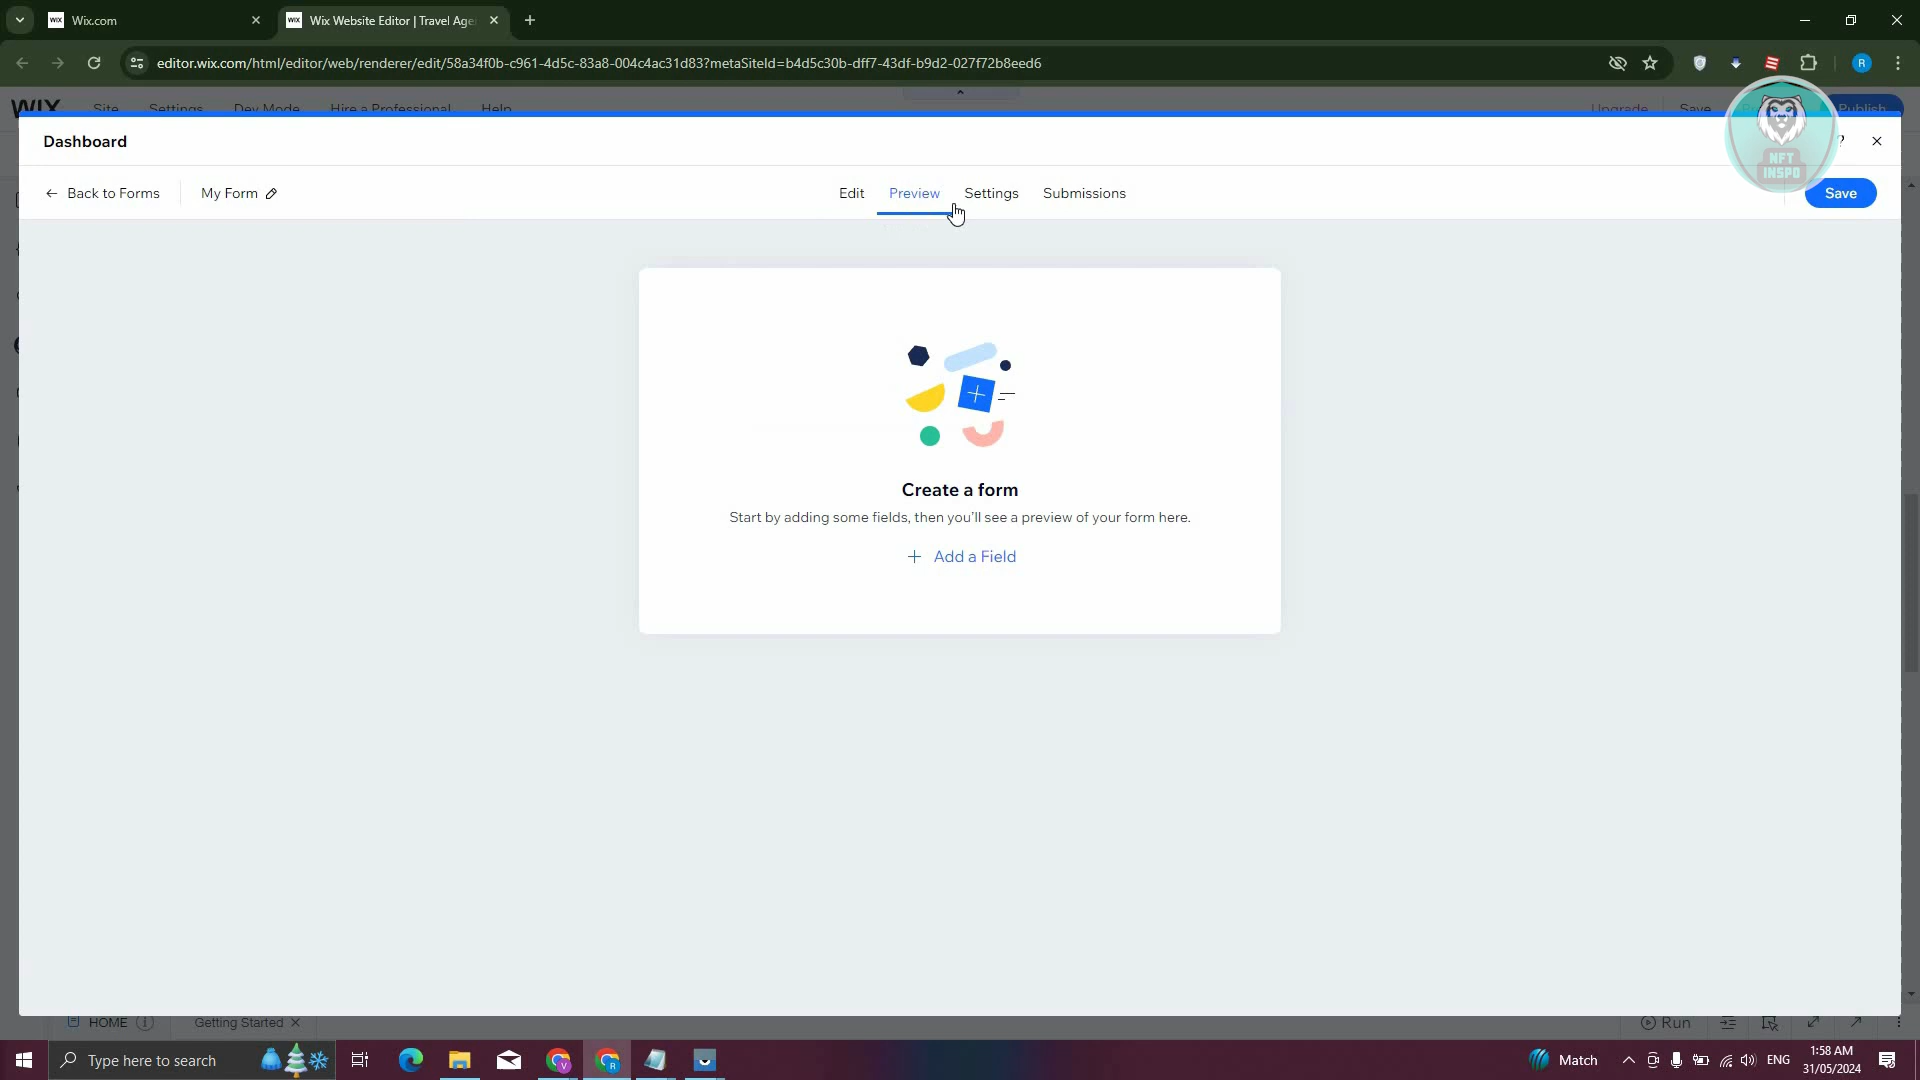 Wix.com
Wix Website Editor | Travel Age
editor.wix.com/html/editor/web/renderer/edit/58a34f0b-c961-4d5c-83a8-004c4ac31d83?metaSiteId=b4d5c30b-dff7-43df-b9d2-027f72b8eed6
R
WIX Site Settings Dev Mode Hire a Professional Help Upgrade Save Publish
Dashboard
?
NFT
INSPO
Back to Forms My Form Edit Preview Settings Submissions Save
Create a form
Start by adding some fields, then you'll see a preview of your form here.
+ Add a Field
HOME Getting Started Run
Type here to search
Match ENG
1:58 AM
31/05/2024